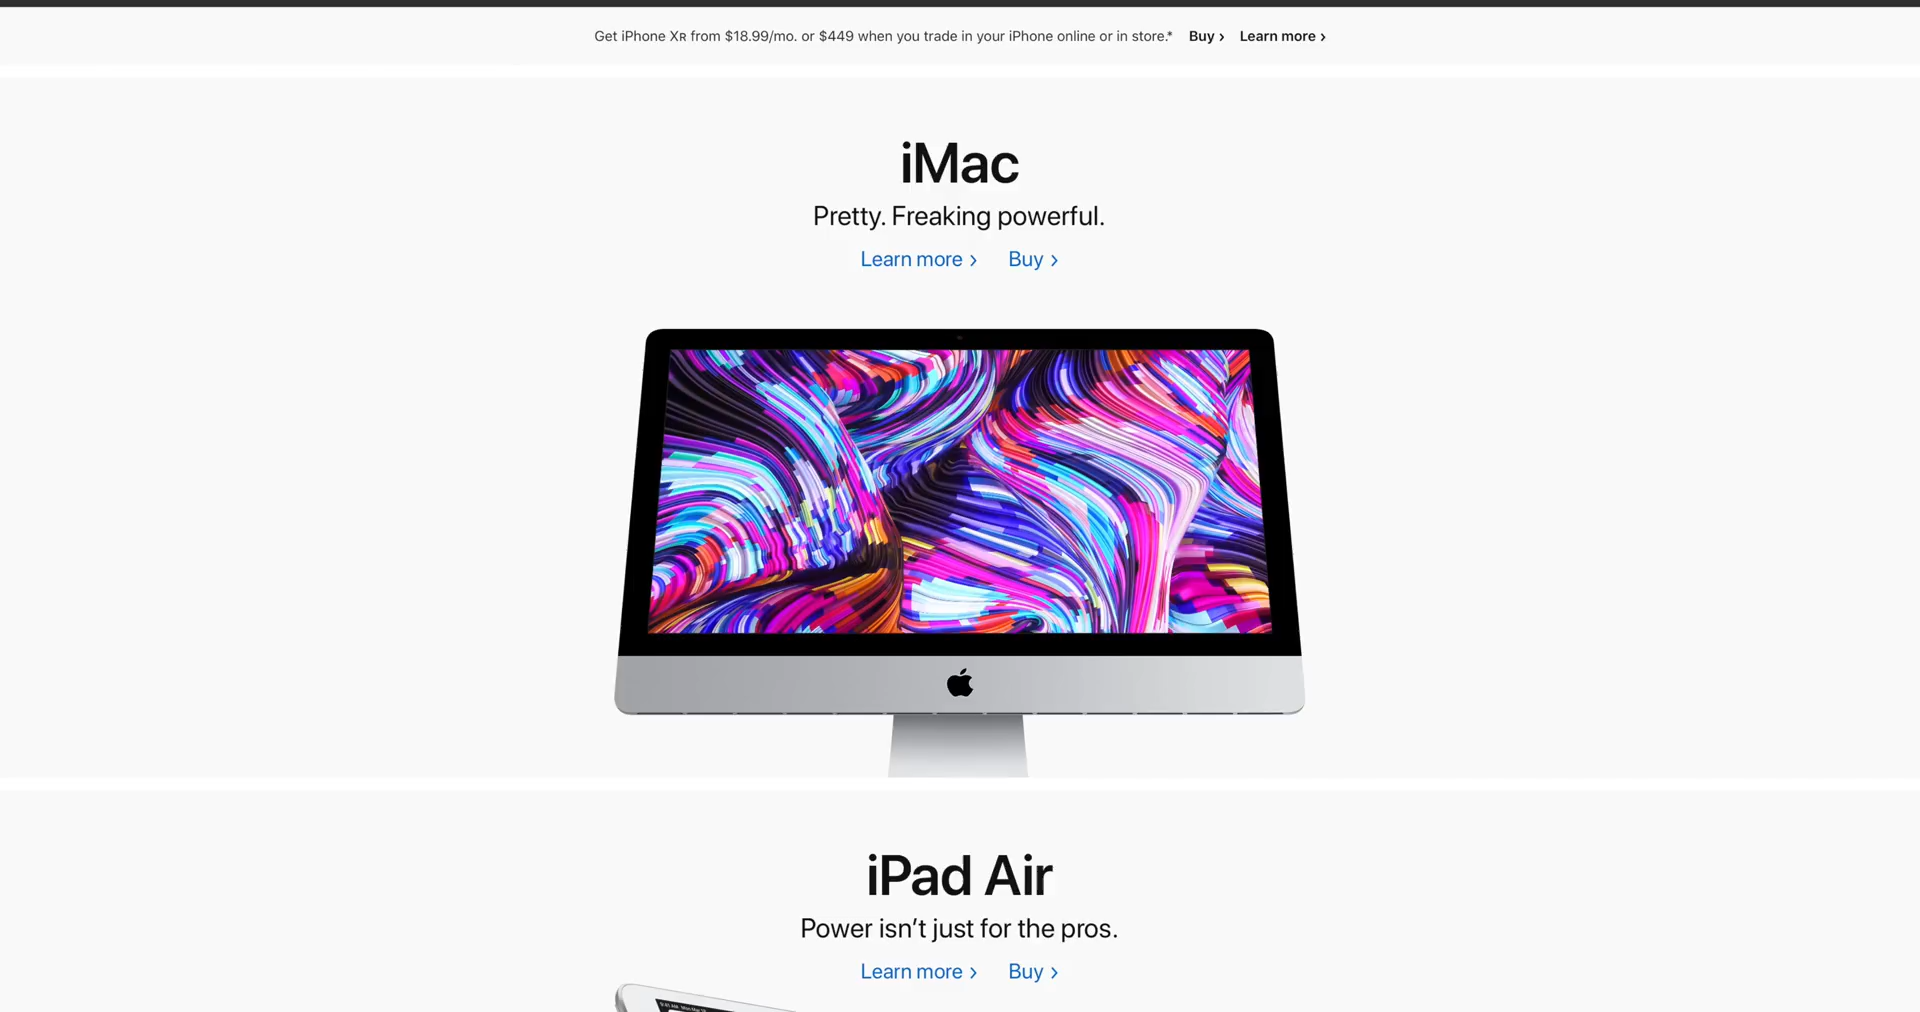 Get iPhone XR from $18.99/mo. or $449 when you trade in your iPhone online or in store.* Buy › Learn more ›
iMac
Pretty. Freaking powerful.
Learn more › Buy ›
iPad Air
Power isn’t just for the pros.
Learn more › Buy ›